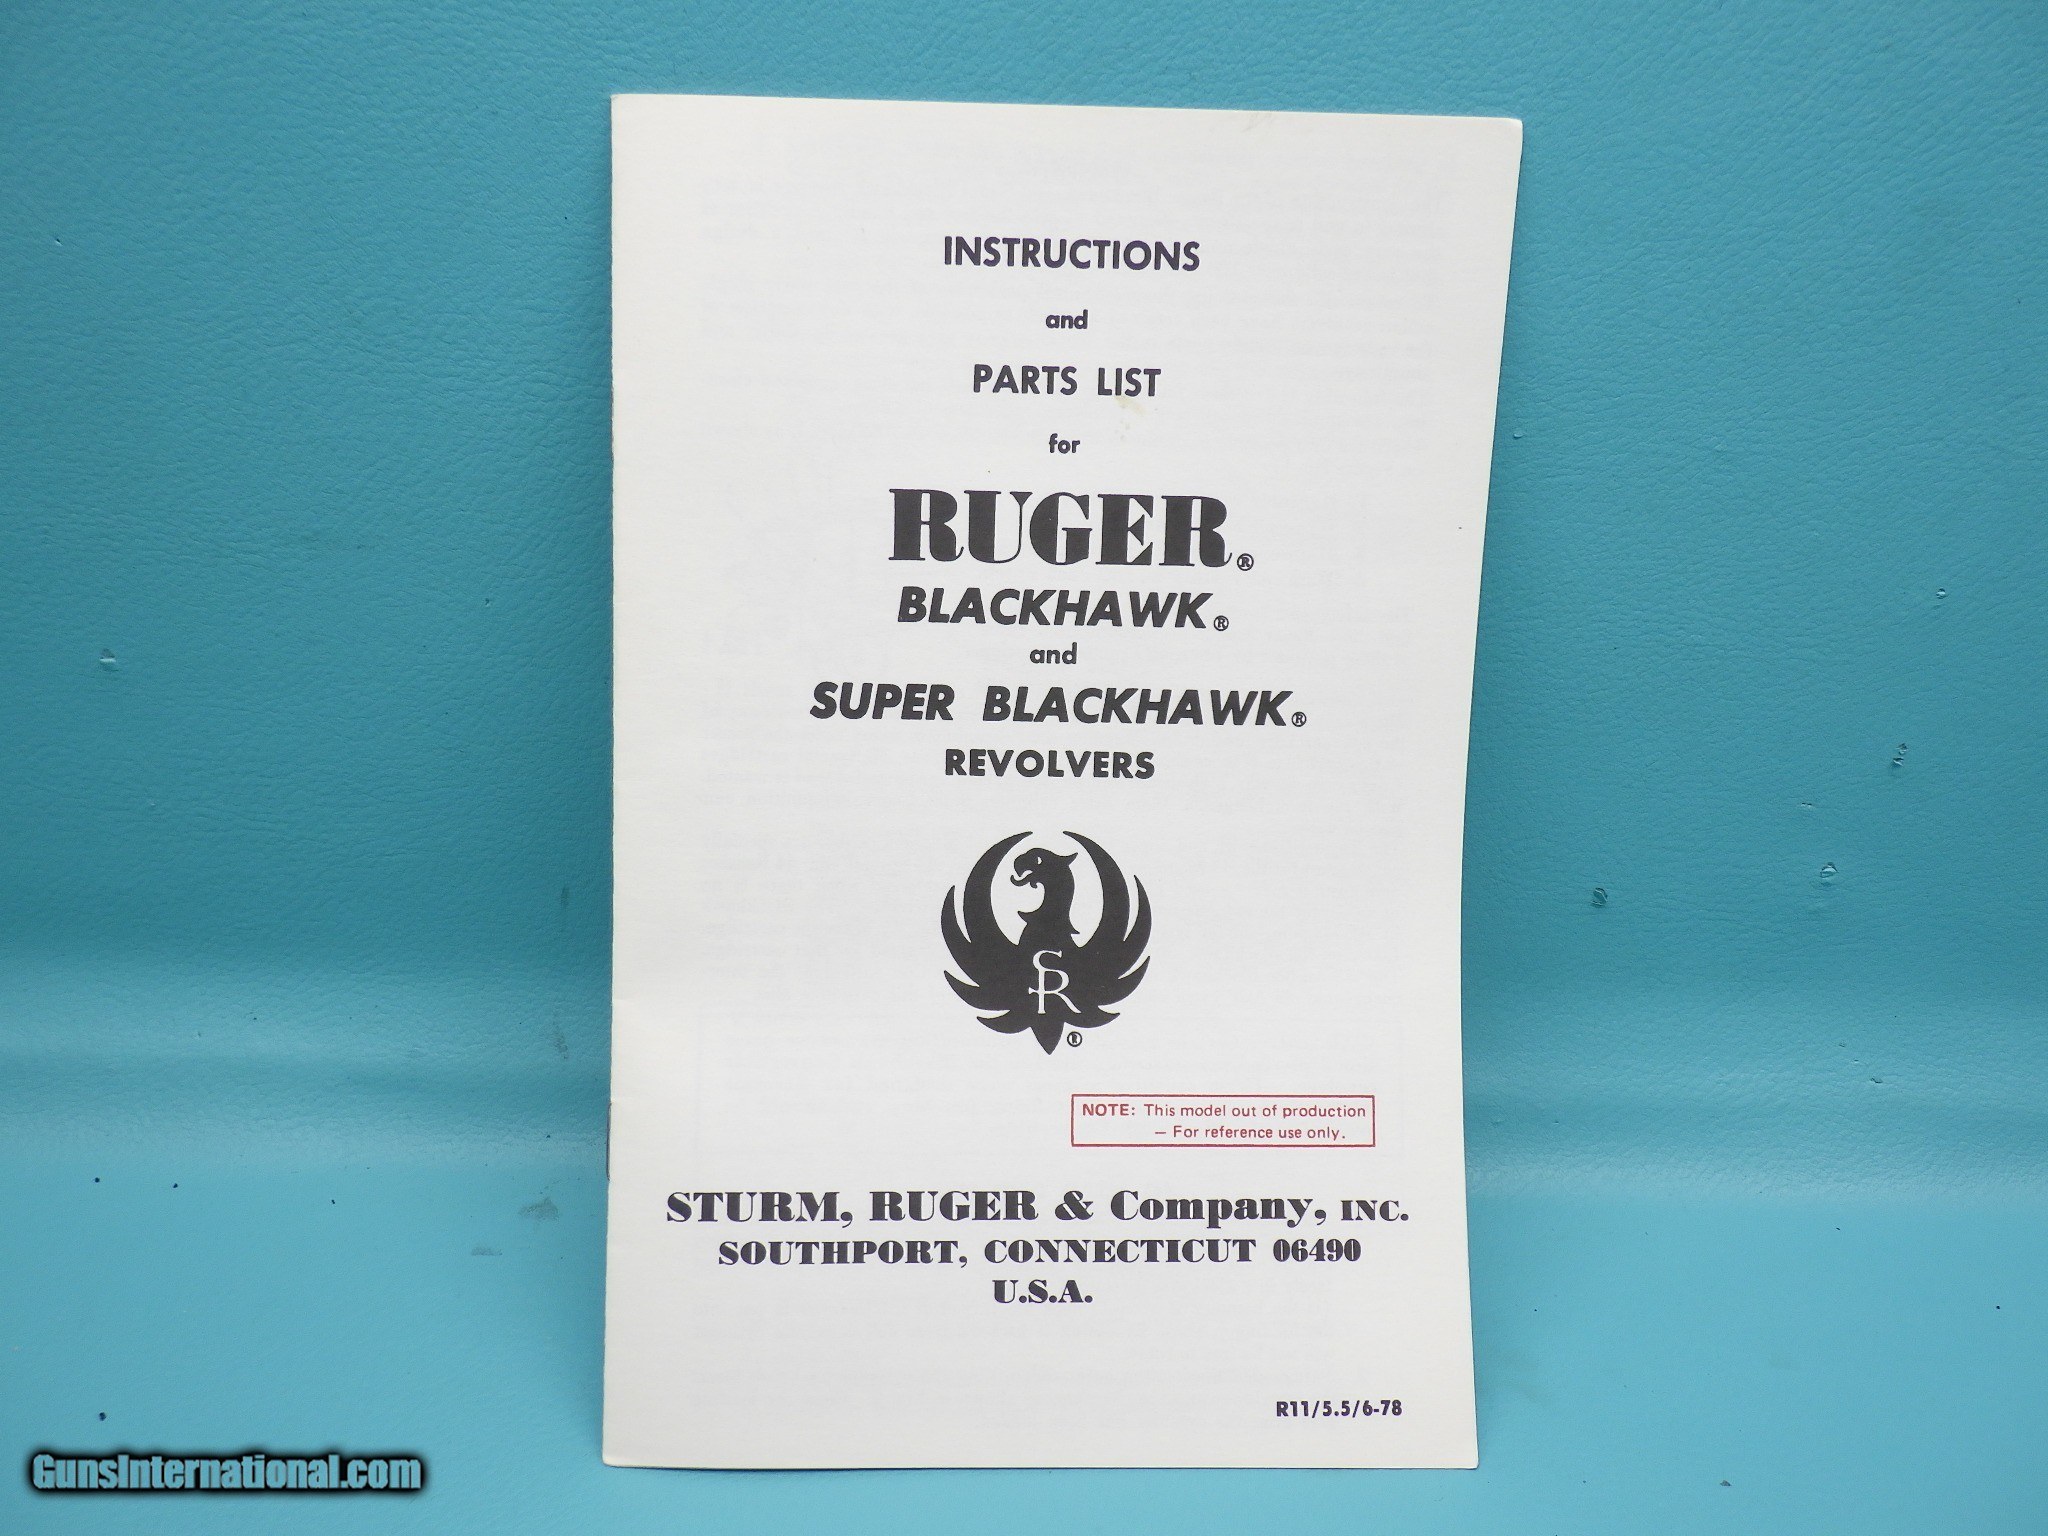 INSTRUCTIONS
and
PARTS LIST
for
RUGER®
BLACKHAWK®
and
SUPER BLACKHAWK®
REVOLVERS
SR
®
NOTE: This model out of production
— For reference use only.
STURM, RUGER & Company, INC.
SOUTHPORT, CONNECTICUT 06490
U.S.A.
R11/5.5/6-78
GunsInternational.com